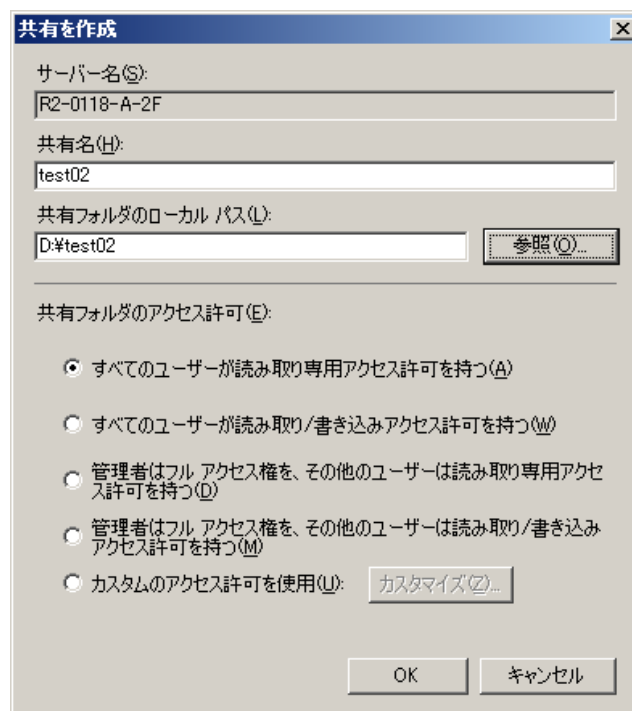 共有を作成
サーバー名(S):
R2-0118-A-2F
共有名(H):
test02
共有フォルダのローカル パス(L):
D:¥test02
参照(O)...
共有フォルダのアクセス許可(E):
すべてのユーザーが読み取り専用アクセス許可を持つ(A)
すべてのユーザーが読み取り/書き込みアクセス許可を持つ(W)
管理者はフル アクセス権を、その他のユーザーは読み取り専用アクセ
ス許可を持つ(D)
管理者はフル アクセス権を、その他のユーザーは読み取り/書き込み
アクセス許可を持つ(M)
カスタムのアクセス許可を使用(U):
カスタマイズ(Z)...
OK
キャンセル